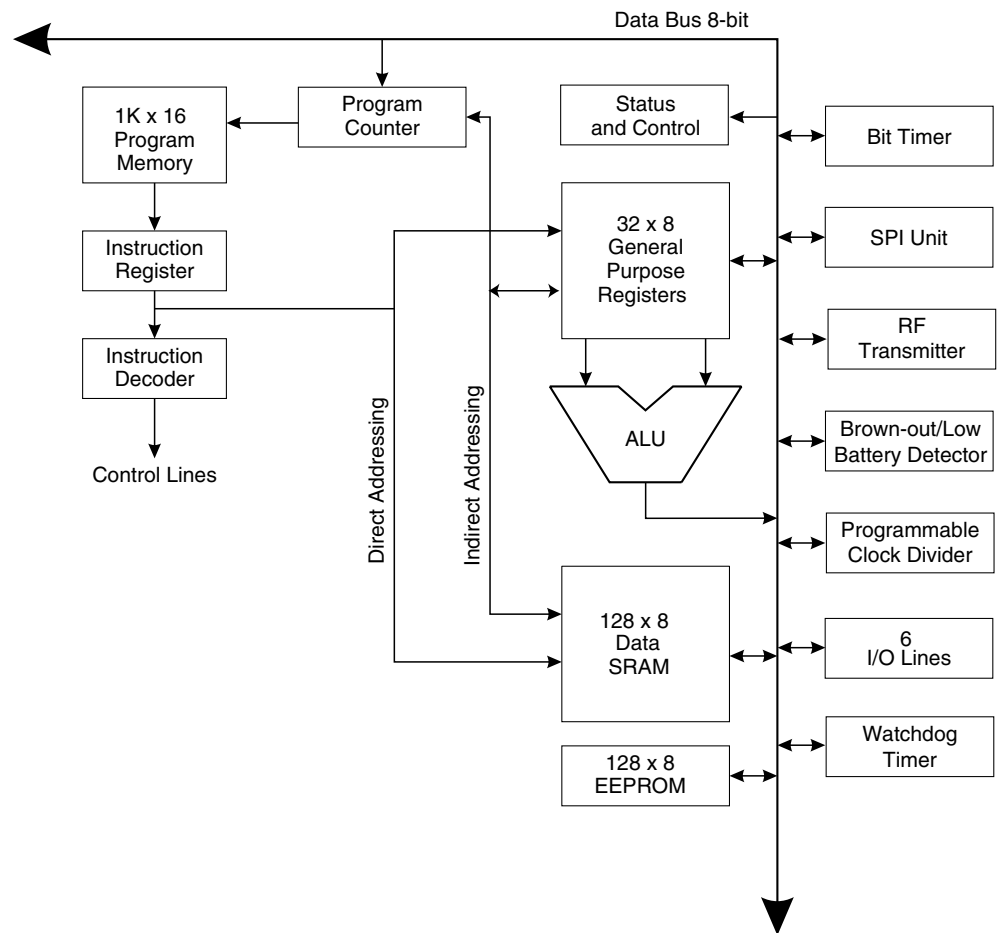 Data Bus 8-bit
1K x 16
Program
Memory
Program
Counter
Status
and Control
Bit Timer
32 x 8
General
Purpose
Registers
SPI Unit
Instruction
Register
RF
Transmitter
Instruction
Decoder
Control Lines
Direct Addressing
Indirect Addressing
ALU
Brown-out/Low
Battery Detector
Programmable
Clock Divider
128 x 8
Data
SRAM
6
I/O Lines
Watchdog
Timer
128 x 8
EEPROM